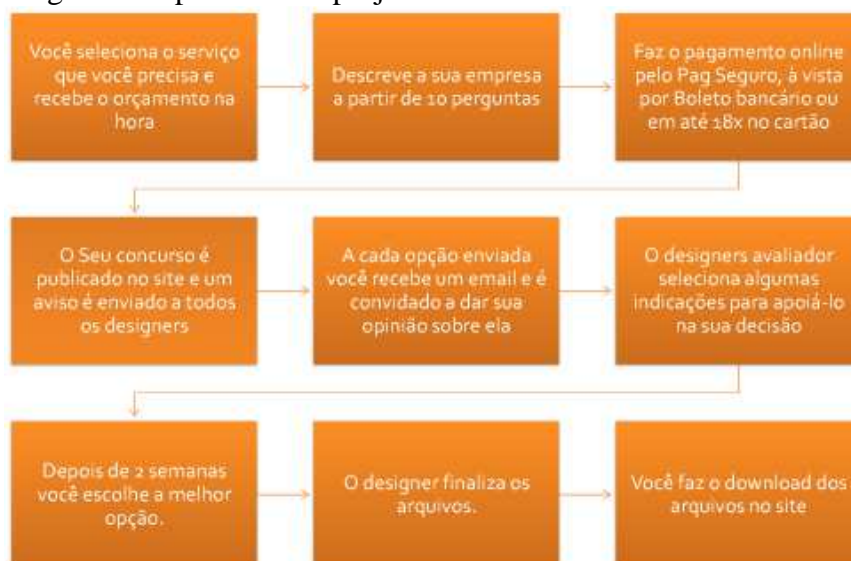 Você seleciona o serviço
que você precisa e
recebe o orçamento na
hora
Descreve a sua empresa
a partir de 10 perguntas
Faz o pagamento online
pelo Pag Seguro, à vista
por Boleto bancário ou
em até 18x no cartão
O Seu concurso é
publicado no site e um
aviso é enviado a todos
os designers
A cada opção enviada
você recebe um email e é
convidado a dar sua
opinião sobre ela
O designers avaliador
seleciona algumas
indicações para apoiá-lo
na sua decisão
Depois de 2 semanas
você escolhe a melhor
opção.
O designer finaliza os
arquivos.
Você faz o download dos
arquivos no site